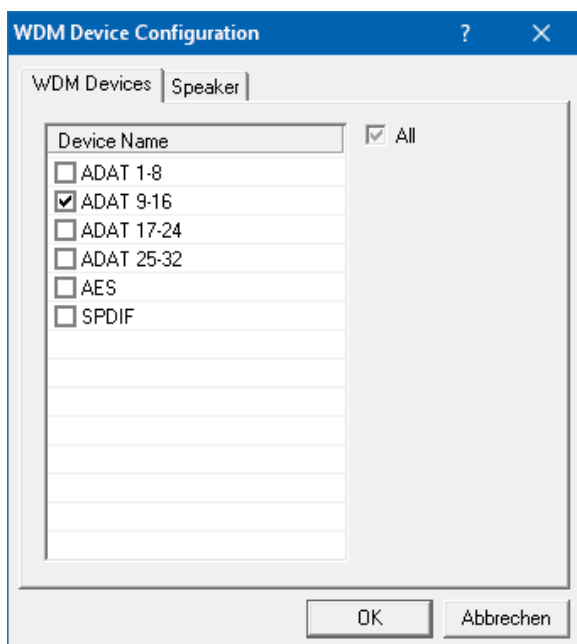 WDM Device Configuration ?
WDM Devices Speaker
Device Name All
ADAT 1-8
ADAT 9-16
ADAT 17-24
ADAT 25-32
AES
SPDIF
OK Abbrechen